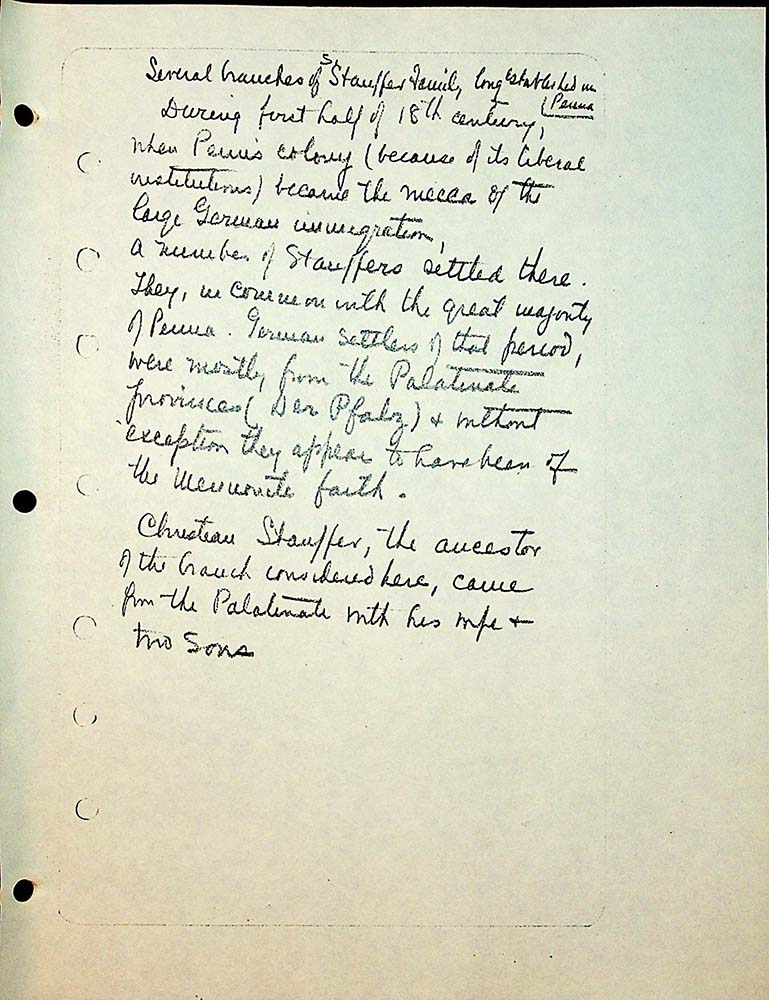 Several branches of Stauffer Family long established in
Penna
During first half of 18th century,
when Penn's colony (because of its liberal
institutions) became the mecca of the
large German immigration,
a number of Stauffers settled there.
They, in common with the great majority
of Penna. German settlers of that period,
were mostly from the Palatinate
provinces (Der Pfalz) & without
exception they appear to have been of
the Mennonite faith.
Christian Stauffer, the ancestor
of the branch considered here, came
from the Palatinate with his wife +
two sons